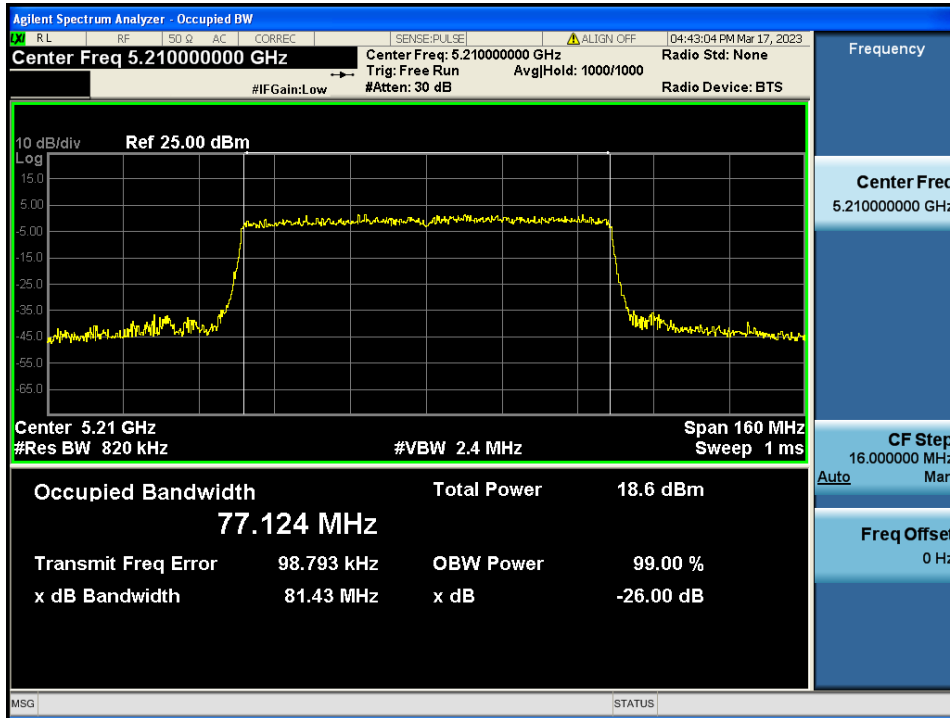 Agilent Spectrum Analyzer - Occupied BW
LXI RL RF 50 Ω AC CORREC SENSE:PULSE ALIGN OFF 04:43:04 PM Mar 17, 2023
Center Freq 5.210000000 GHz
Center Freq: 5.210000000 GHz
Radio Std: None
Trig: Free Run Avg|Hold: 1000/1000
#IFGain:Low
#Atten: 30 dB
Radio Device: BTS
10 dB/div Ref 25.00 dBm
Log
15.0
5.00
-5.00
-15.0
-25.0
-35.0
-45.0
-55.0
-65.0
Center 5.21 GHz
Span 160 MHz
#Res BW 820 kHz
#VBW 2.4 MHz
Sweep 1 ms
Occupied Bandwidth
Total Power 18.6 dBm
77.124 MHz
Transmit Freq Error 98.793 kHz
OBW Power 99.00 %
x dB Bandwidth 81.43 MHz
x dB -26.00 dB
MSG
STATUS
Frequency
Center Freq
5.210000000 GHz
CF Step
16.000000 MHz
Auto Man
Freq Offset
0 Hz